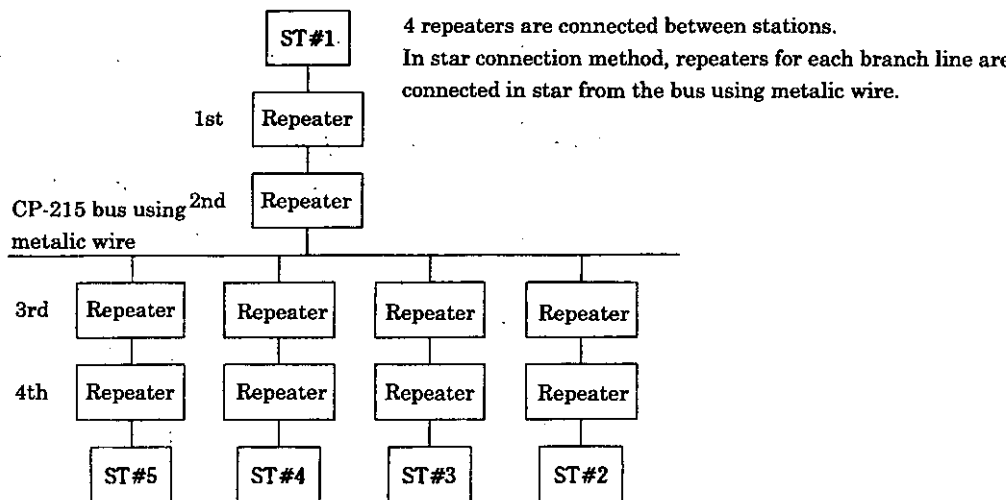 ST#1
4 repeaters are connected between stations.
In star connection method, repeaters for each branch line are
connected in star from the bus using metalic wire.
1st
Repeater
2nd
Repeater
CP-215 bus using
metalic wire
3rd
Repeater
Repeater
Repeater
Repeater
4th
Repeater
Repeater
Repeater
Repeater
ST#5
ST#4
ST#3
ST#2